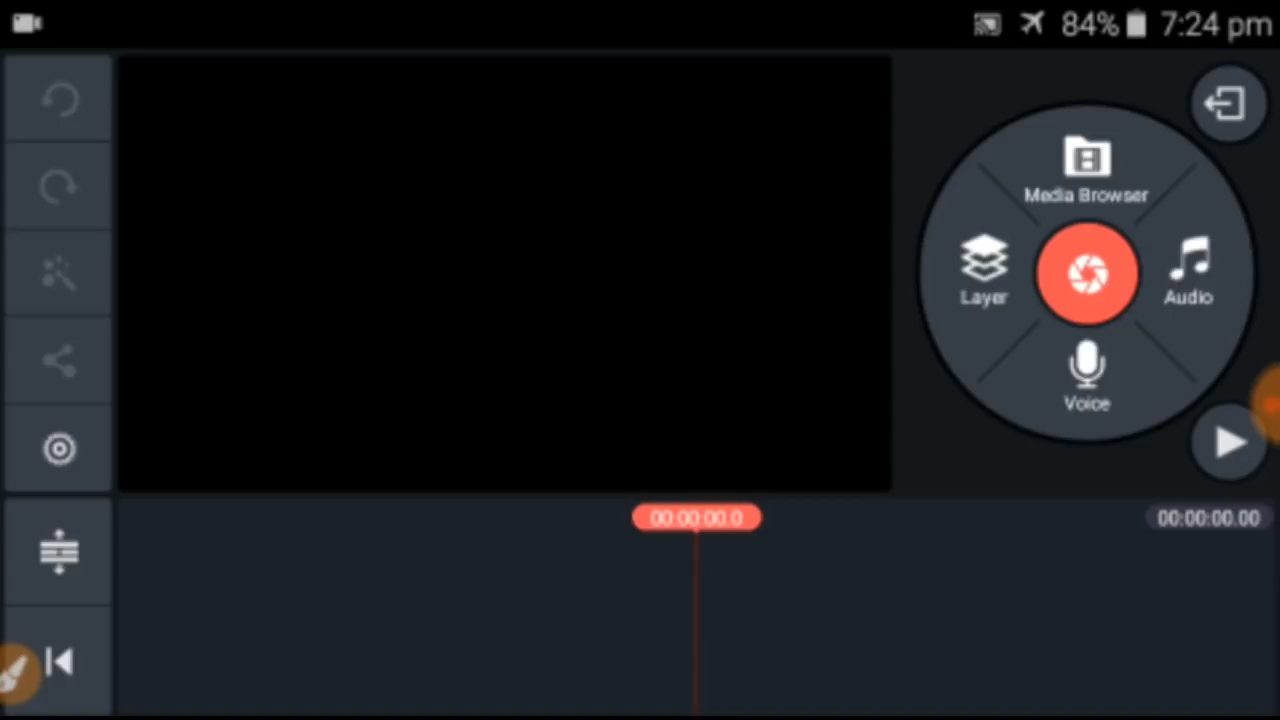 84% 7:24 pm
Media Browser
Layer
Audio
Voice
00:00:00.0
00:00:00.00